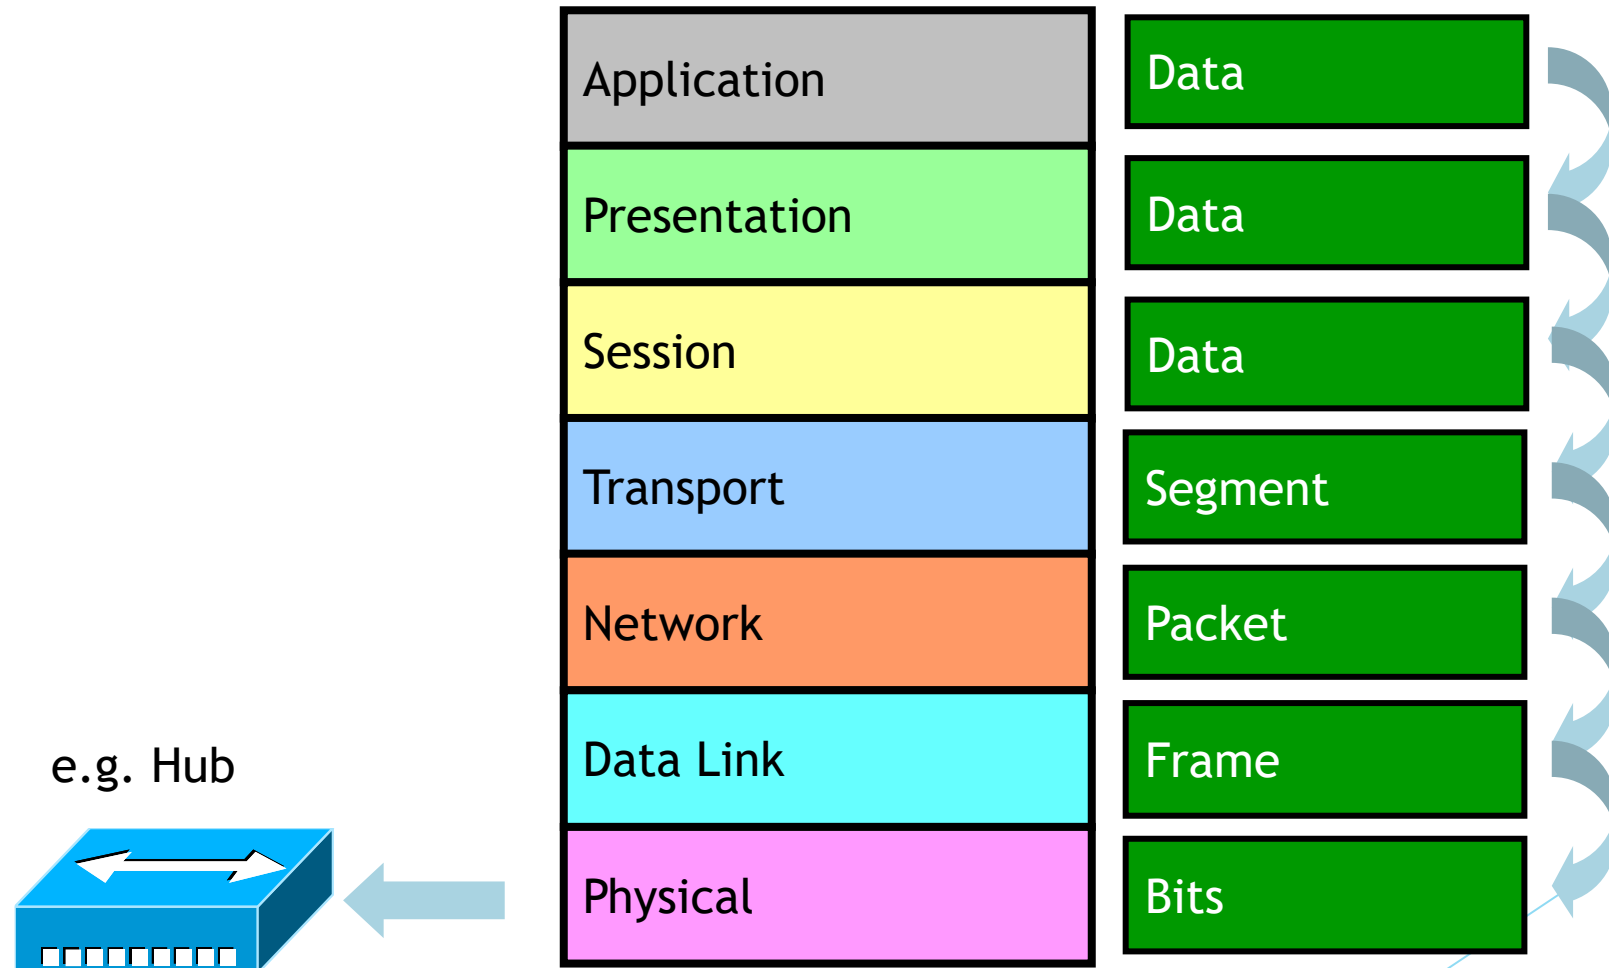 Application
Data
Presentation
Data
Session
Data
Transport
Segment
Network
Packet
e.g. Hub
Data Link
Frame
Physical
Bits